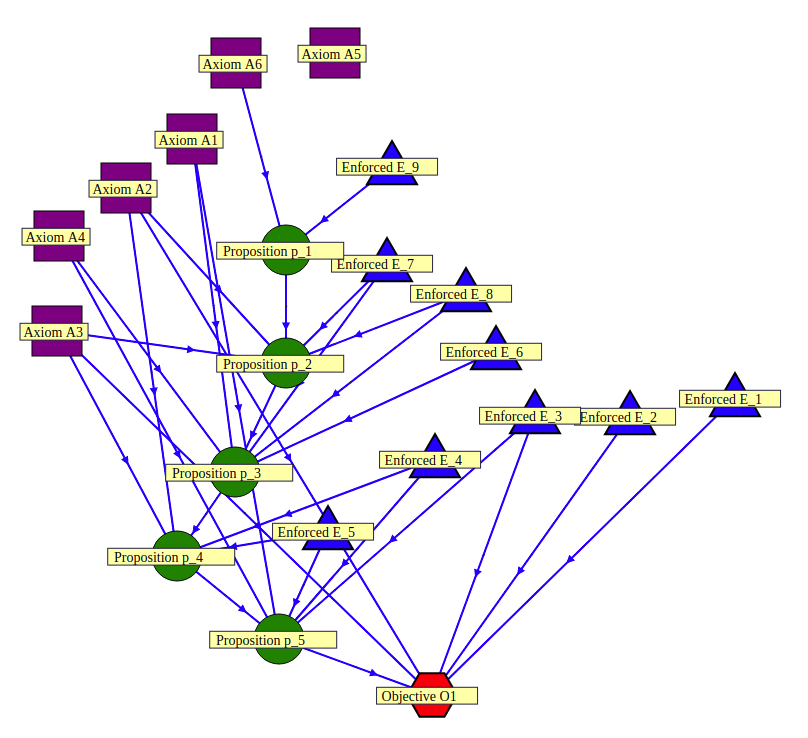 Axiom A5
Axiom A6
Axiom A1
Enforced E_9
Axiom A2
Axiom A4
Proposition p_1
Enforced E_7
Enforced E_8
Axiom A3
Enforced E_6
Proposition p_2
Enforced E_1
Enforced E_3
Enforced E_2
Enforced E_4
Proposition p_3
Enforced E_5
Proposition p_4
Proposition p_5
Objective O1